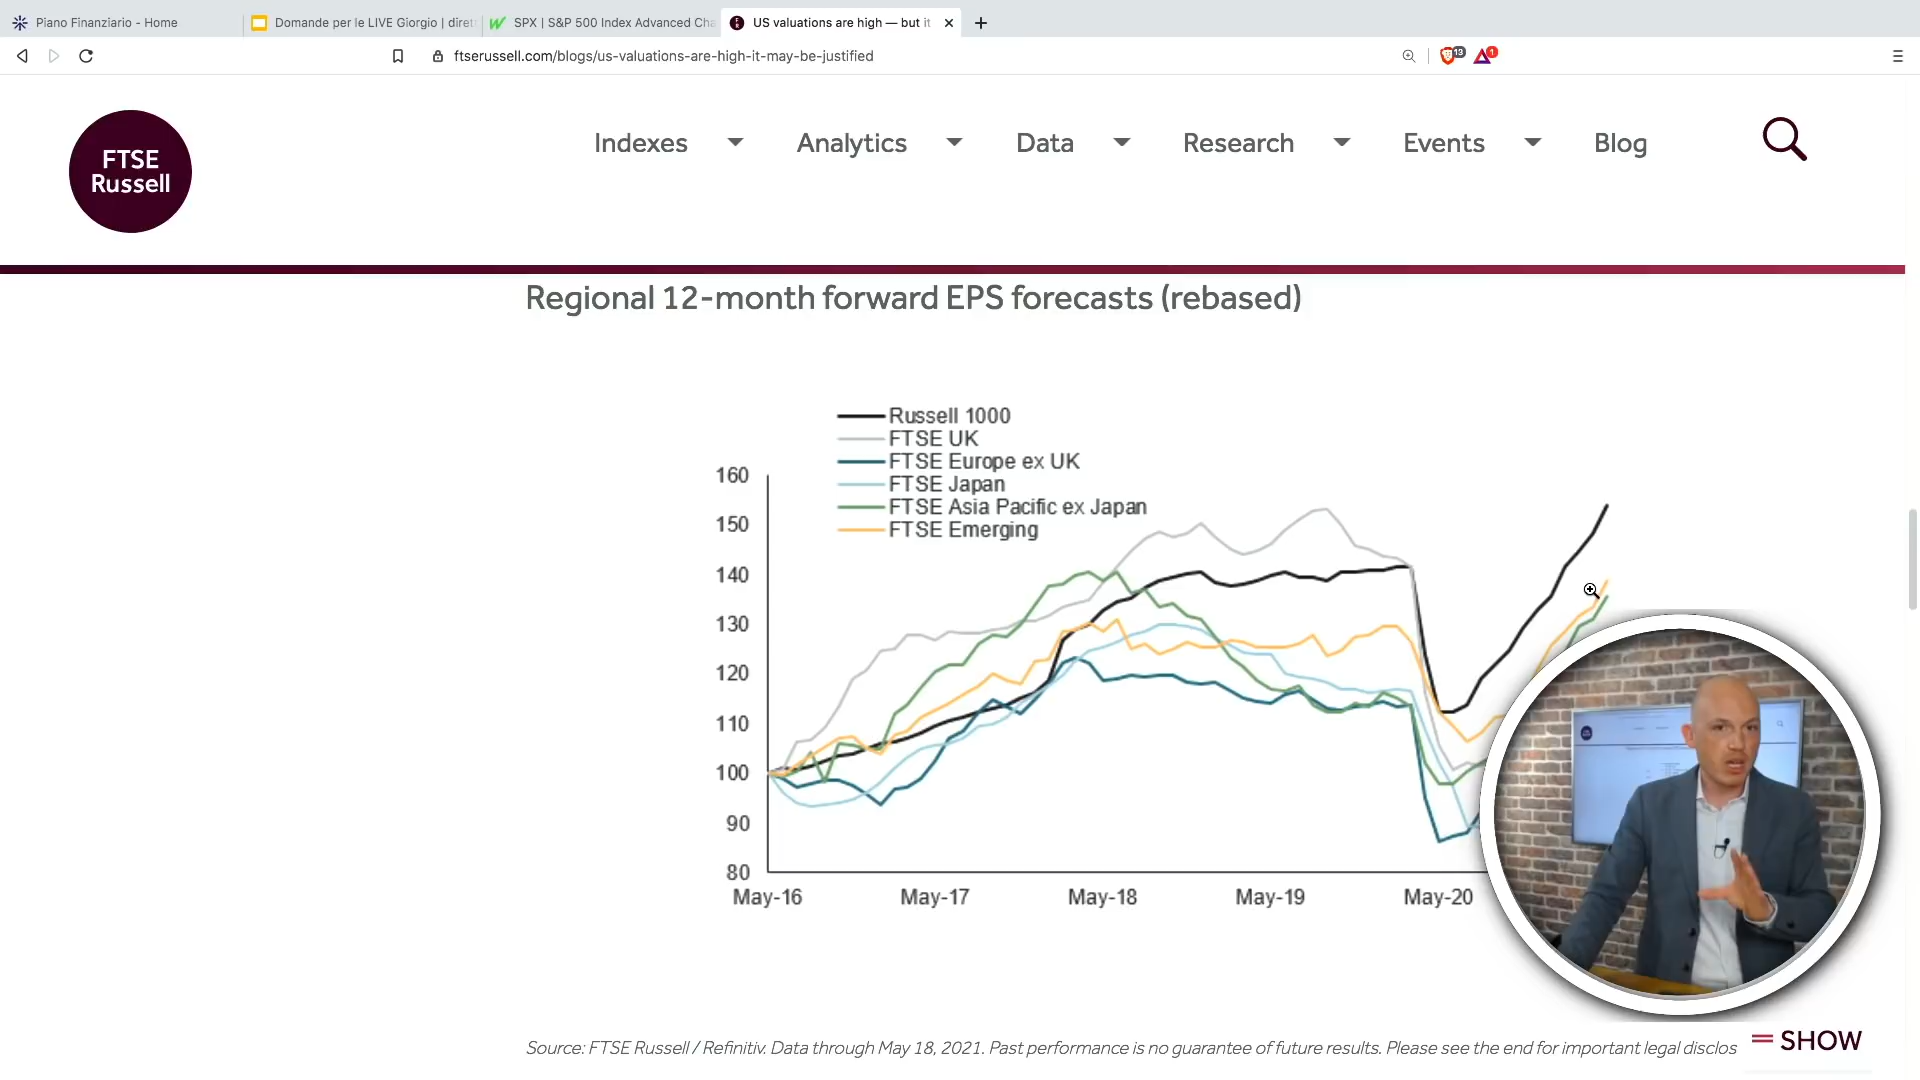 Piano Finanziario - Home
Domande per le LIVE Giorgio | diret
SPX | S&P 500 Index Advanced Cha
US valuations are high — but it
ftserussell.com/blogs/us-valuations-are-high-it-may-be-justified
13
1
FTSE
Russell
Indexes
Analytics
Data
Research
Events
Blog
Regional 12-month forward EPS forecasts (rebased)
Russell 1000
FTSE UK
FTSE Europe ex UK
FTSE Japan
FTSE Asia Pacific ex Japan
FTSE Emerging
160
150
140
130
120
110
100
90
80
May-16
May-17
May-18
May-19
May-20
Source: FTSE Russell / Refinitiv. Data through May 18, 2021. Past performance is no guarantee of future results. Please see the end for important legal disclos
SHOW